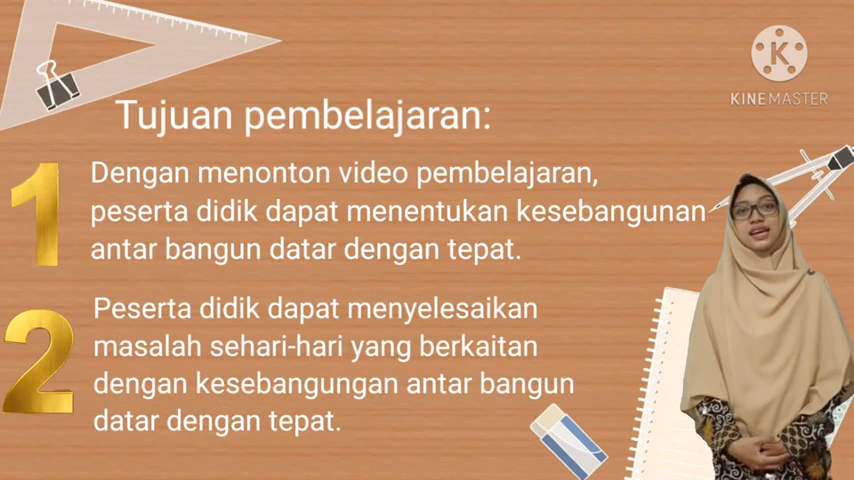 KINEMASTER
Tujuan pembelajaran:
1
Dengan menonton video pembelajaran,
peserta didik dapat menentukan kesebangunan
antar bangun datar dengan tepat.
2
Peserta didik dapat menyelesaikan
masalah sehari-hari yang berkaitan
dengan kesebangungan antar bangun
datar dengan tepat.